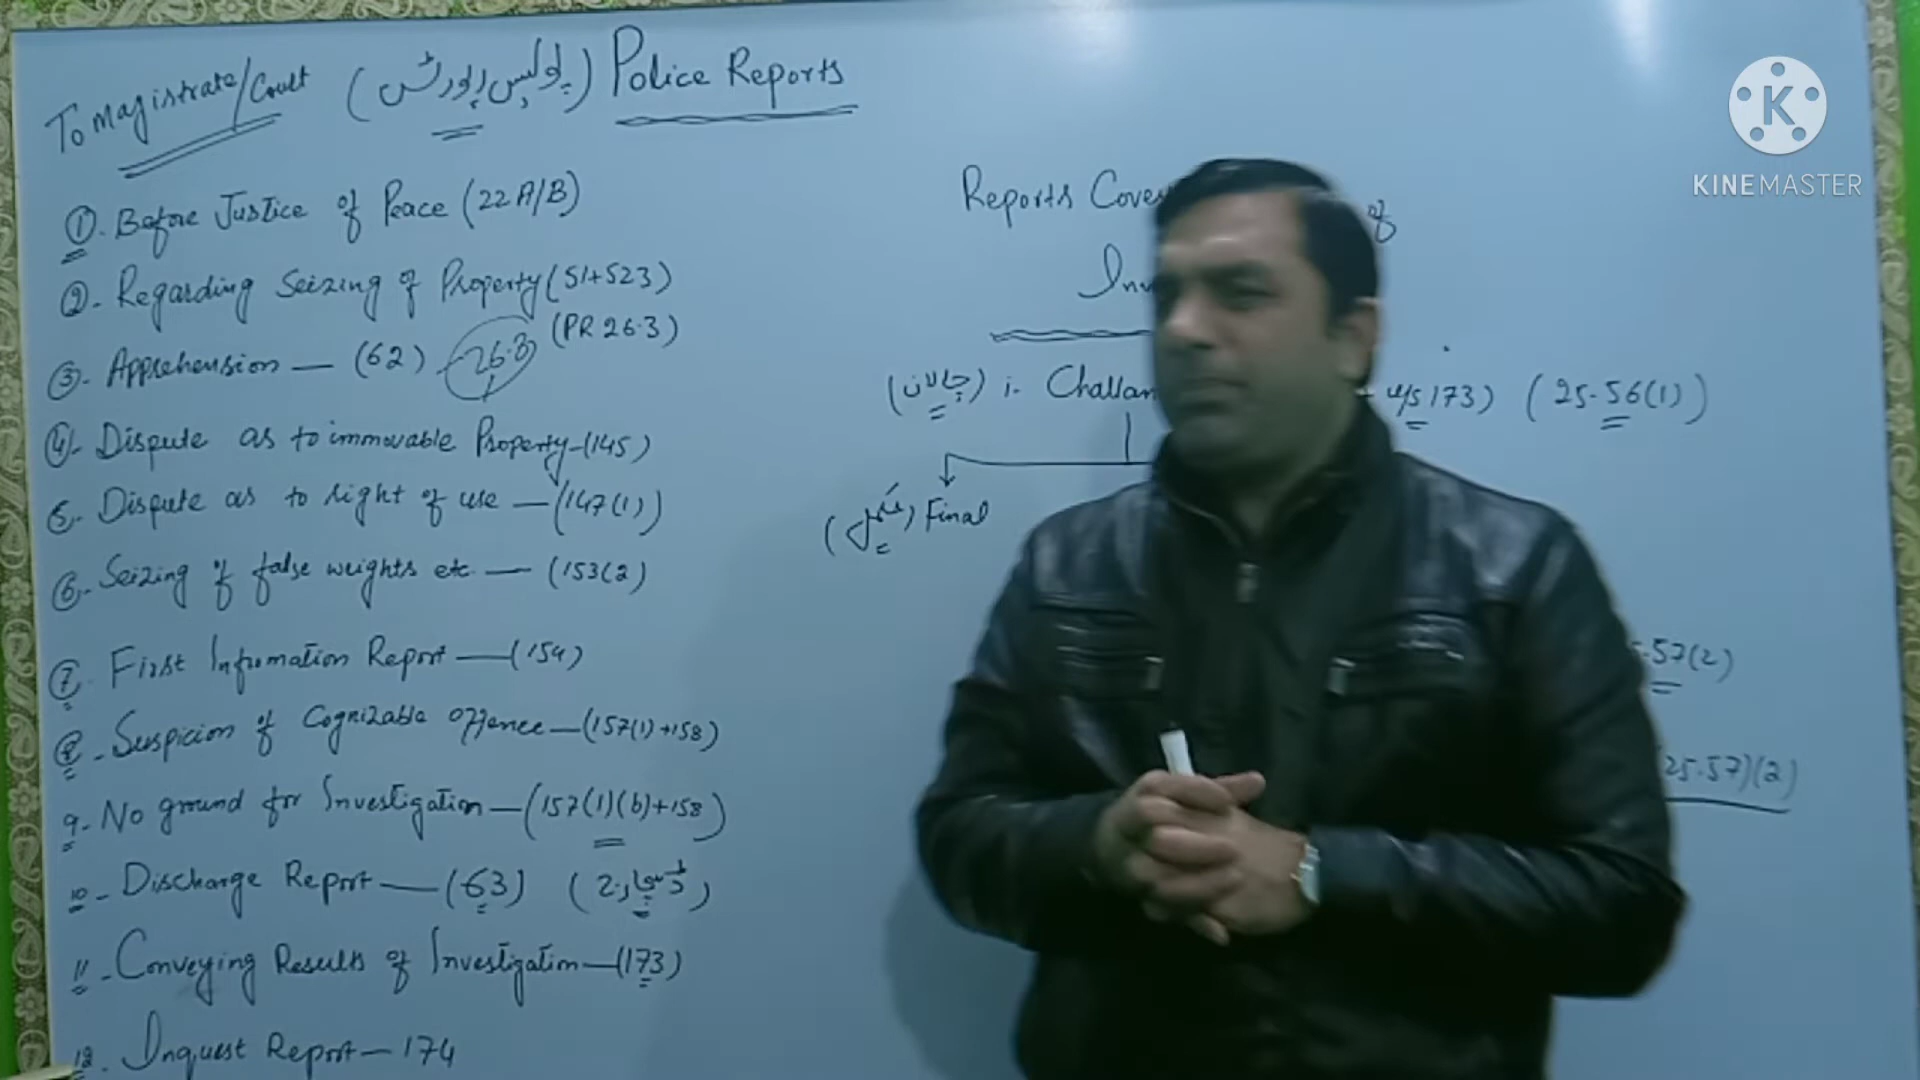 To Magistrate/Court (پولیس رپورٹس) Police Reports
①. Before Justice of Peace (22 A/B)
②- Regarding Seizing of Property (51+523)
③- Apprehension — (62) 26.3 (PR 26.3)
④- Dispute as to immovable Property-(145)
5- Dispute as to right of use — (147(1))
⑥- Seizing of false weights etc — (153(2)
⑦. First Infromation Report — (154)
⑧- Suspicion of Cognizable offence — (157(1)+158)
9- No ground for Investigation — (157(1)(b)+158)
10- Discharge Report — (63) (ڈسچارج)
11- Conveying Results of Investigation — (173)
12. Inquest Report — 174
Reports of
(چالان) i. Challan u/s 173) (25.56(1))
(مکمل) Final
.57(2)
(25.57)(2)
KINEMASTER